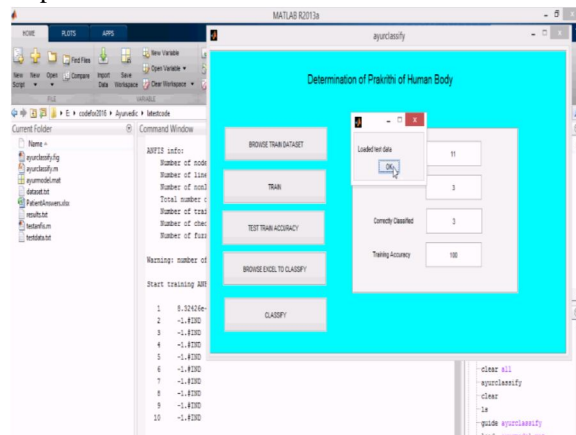 MATLAB R2013a
HOME PLOTS APPS
New Script New Open Find Files Compare Import Data Save Workspace New Variable Open Variable Clear Workspace
FILE VARIABLE
E: codefox2016 Ayurvedic latestcode
Current Folder
Name
ayurclassify.fig
ayurclassify.m
ayurmodel.mat
dataset.txt
PatientAnswers.xlsx
results.txt
testanfis.m
testdata.txt
Command Window
ANFIS info:
Number of node
Number of line
Number of nonl
Total number o
Number of trai
Number of chec
Number of fuzz
Warning: number of
Start training ANF
1 8.32426e-
2 -1.#IND
3 -1.#IND
4 -1.#IND
5 -1.#IND
6 -1.#IND
7 -1.#IND
8 -1.#IND
9 -1.#IND
10 -1.#IND
ayurclassify
Determination of Prakrithi of Human Body
BROWSE TRAIN DATASET
TRAIN
TEST TRAIN ACCURACY
BROWSE EXCEL TO CLASSIFY
CLASSIFY
Loaded test data
OK
11
3
Correctly Classified 3
Training Accuracy 100
clear all
ayurclassify
clear
ls
guide ayurclassify